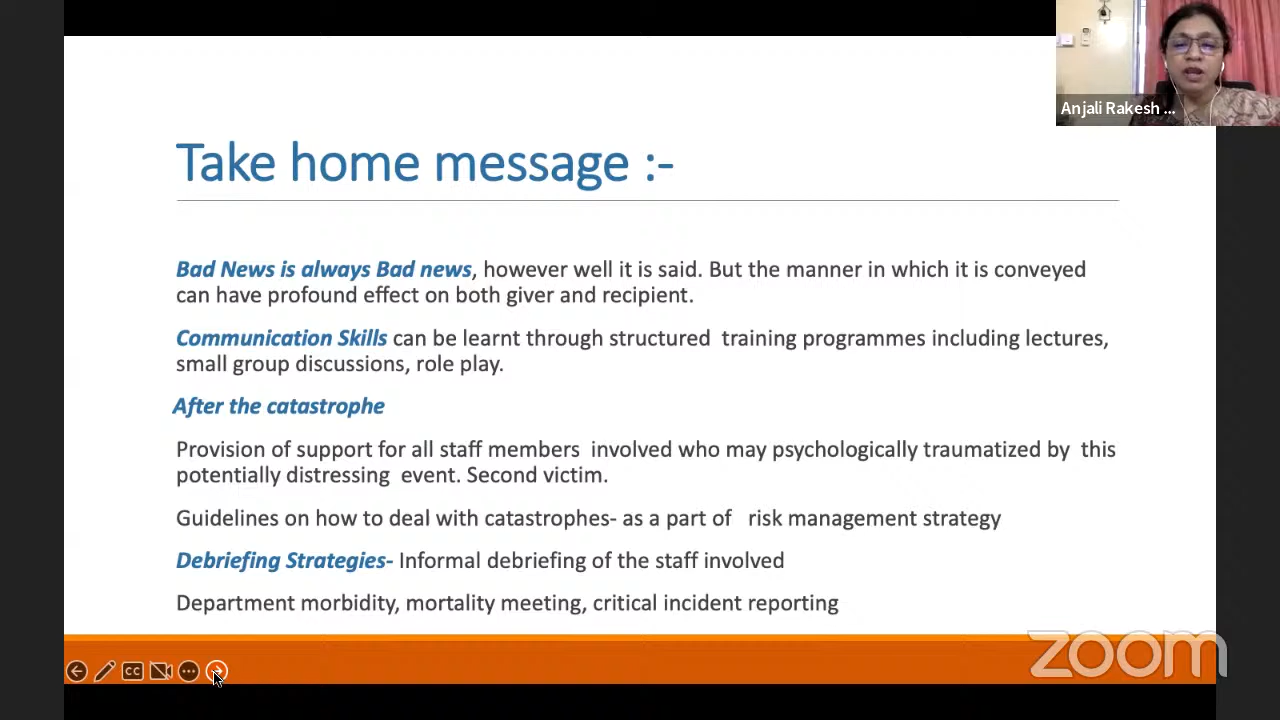 Anjali Rakesh ...
Take home message :-
Bad News is always Bad news, however well it is said. But the manner in which it is conveyed
can have profound effect on both giver and recipient.
Communication Skills can be learnt through structured training programmes including lectures,
small group discussions, role play.
After the catastrophe
Provision of support for all staff members involved who may psychologically traumatized by this
potentially distressing event. Second victim.
Guidelines on how to deal with catastrophes- as a part of risk management strategy
Debriefing Strategies- Informal debriefing of the staff involved
Department morbidity, mortality meeting, critical incident reporting
CC
zoom